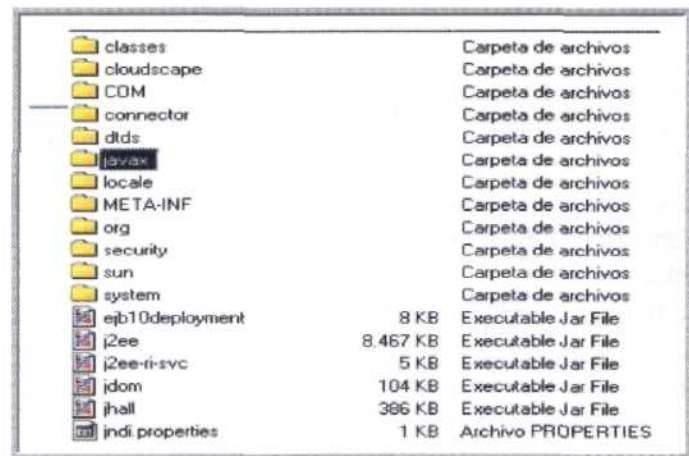 classes Carpeta de archivos
cloudscape Carpeta de archivos
COM Carpeta de archivos
connector Carpeta de archivos
dtds Carpeta de archivos
javax Carpeta de archivos
locale Carpeta de archivos
META-INF Carpeta de archivos
org Carpeta de archivos
security Carpeta de archivos
sun Carpeta de archivos
system Carpeta de archivos
ejb10deployment 8 KB Executable Jar File
j2ee 8.467 KB Executable Jar File
j2ee-ri-svc 5 KB Executable Jar File
jdom 104 KB Executable Jar File
jhall 386 KB Executable Jar File
jndi.properties 1 KB Archivo PROPERTIES